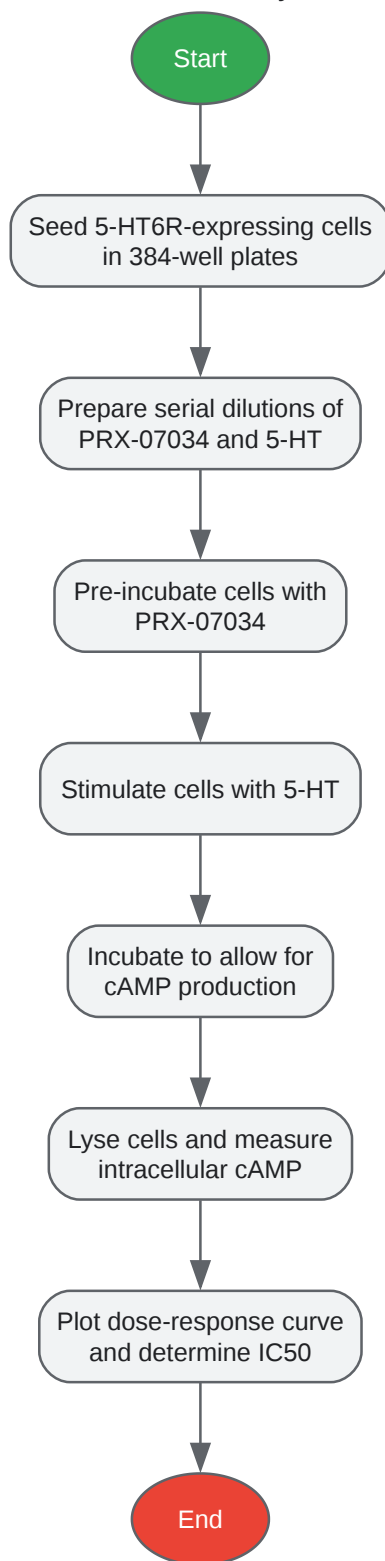 Start
Seed 5-HT6R-expressing cells
in 384-well plates
Prepare serial dilutions of
PRX-07034 and 5-HT
Pre-incubate cells with
PRX-07034
Stimulate cells with 5-HT
Incubate to allow for
cAMP production
Lyse cells and measure
intracellular cAMP
Plot dose-response curve
and determine IC50
End